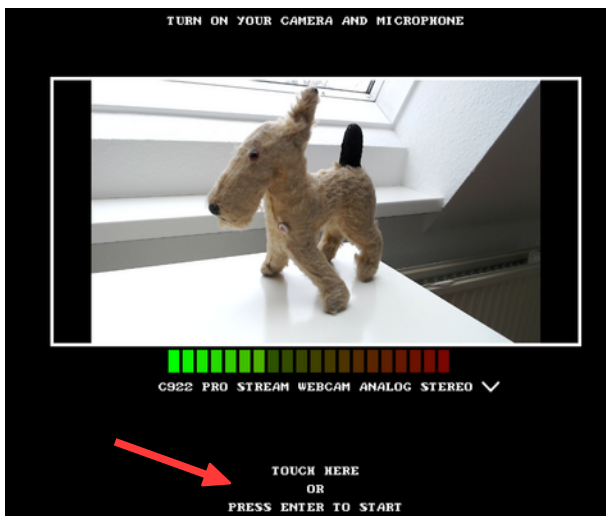 TURN ON YOUR CAMERA AND MICROPHONE
C922 PRO STREAM WEBCAM ANALOG STEREO
TOUCH HERE
OR
PRESS ENTER TO START